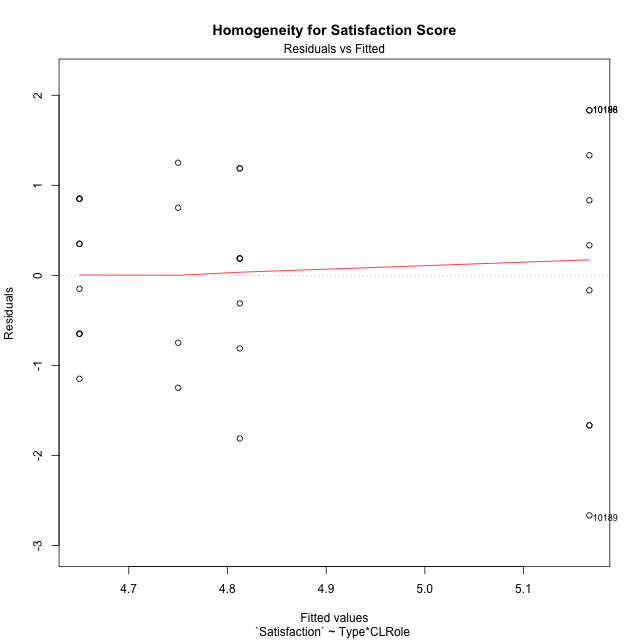 Homogeneity for Satisfaction Score
Residuals vs Fitted
2
1
0
-1
-2
-3
Residuals
10189
4.7 4.8 4.9 5.0 5.1
Fitted values
`Satisfaction` ~ Type*CLRole